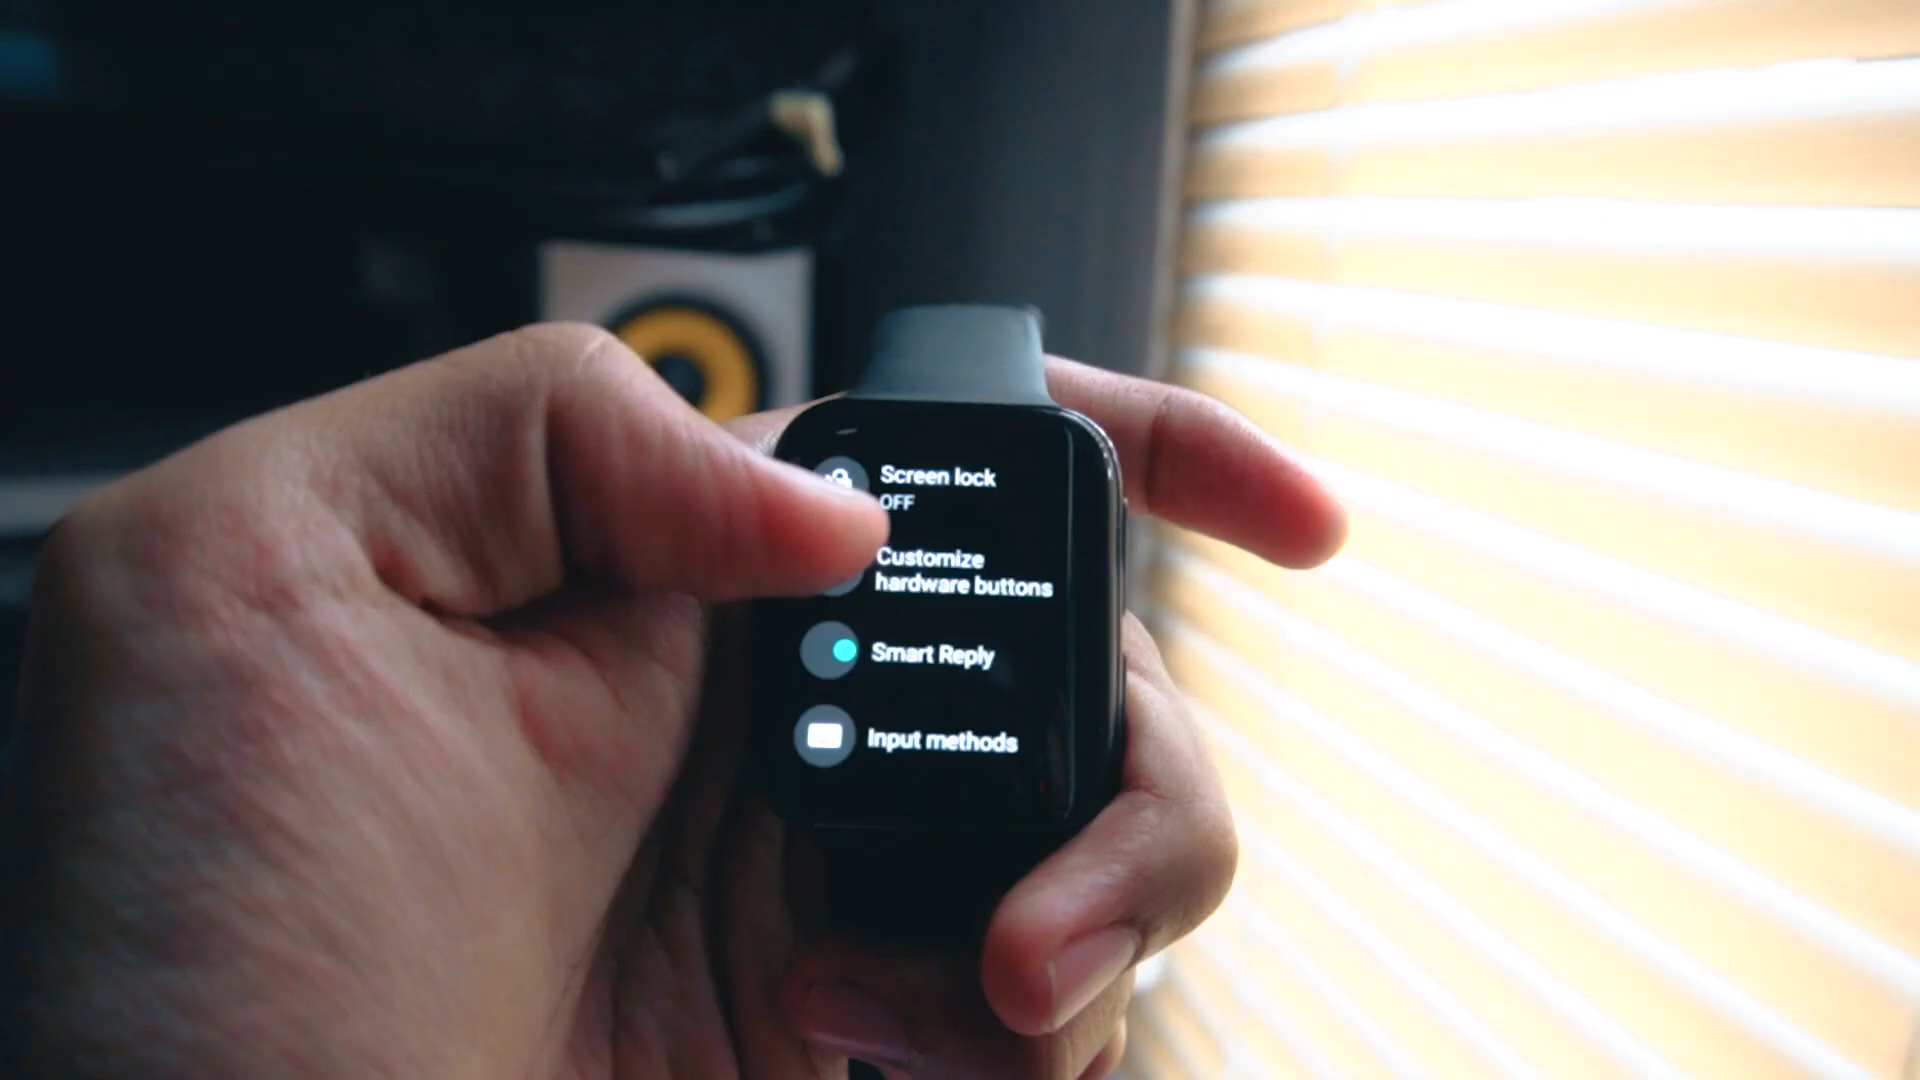 Screen lock
OFF
Customize
hardware buttons
Smart Reply
Input methods